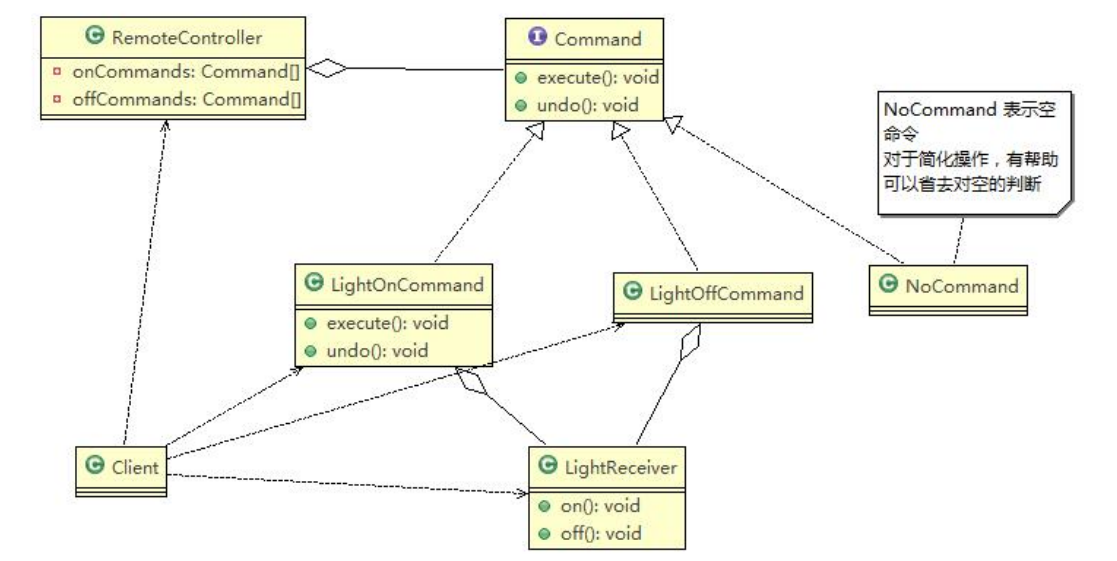 RemoteController
onCommands: Command[]
offCommands: Command[]
Command
execute(): void
undo(): void
NoCommand 表示空
命令
对于简化操作，有帮助
可以省去对空的判断
LightOnCommand
execute(): void
undo(): void
LightOffCommand
NoCommand
Client
LightReceiver
on(): void
off(): void